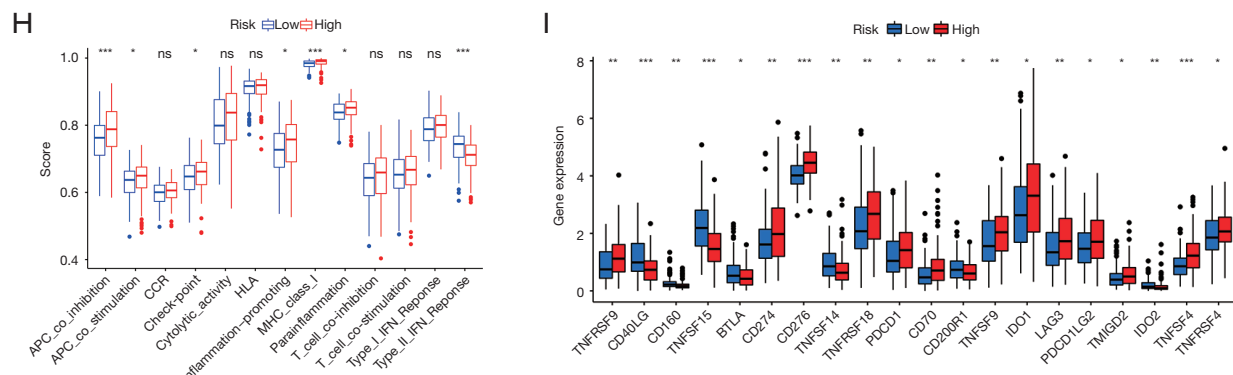 H
Risk Low High
*** * ns * ns ns * *** * ns ns ns ***
Score
1.0
0.8
0.6
0.4
APC_co_inhibition
APC_co_stimulation
CCR
Check-point
Cytolytic_activity
HLA
nflammation-promoting
MHC_class_I
Parainflammation
T_cell_co-inhibition
T_cell_co-stimulation
Type_I_IFN_Reponse
Type_II_IFN_Reponse
I
Risk Low High
** *** ** *** * ** *** ** ** * ** * ** * ** * ** ** *** *
Gene expression
8
6
4
2
0
TNFRSF9
CD40LG
CD160
TNFSF15
BTLA
CD274
CD276
TNFSF14
TNFRSF18
PDCD1
CD70
CD200R1
TNFSF9
IDO1
LAG3
PDCD1LG2
TMIGD2
IDO2
TNFSF4
TNFRSF4